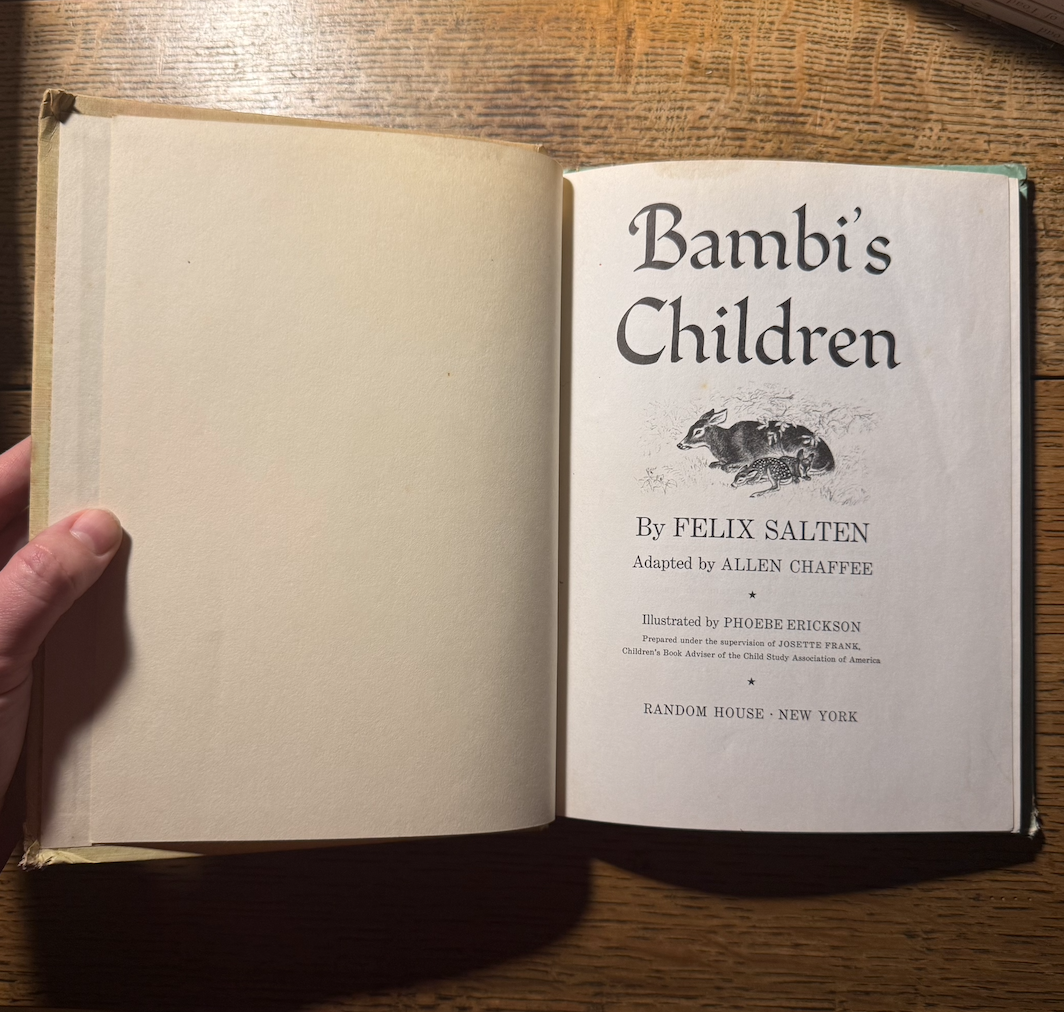 Bambi's
Children
By FELIX SALTEN
Adapted by ALLEN CHAFFEE
★
Illustrated by PHOEBE ERICKSON
Prepared under the supervision of JOSETTE FRANK,
Children's Book Adviser of the Child Study Association of America
★
RANDOM HOUSE · NEW YORK